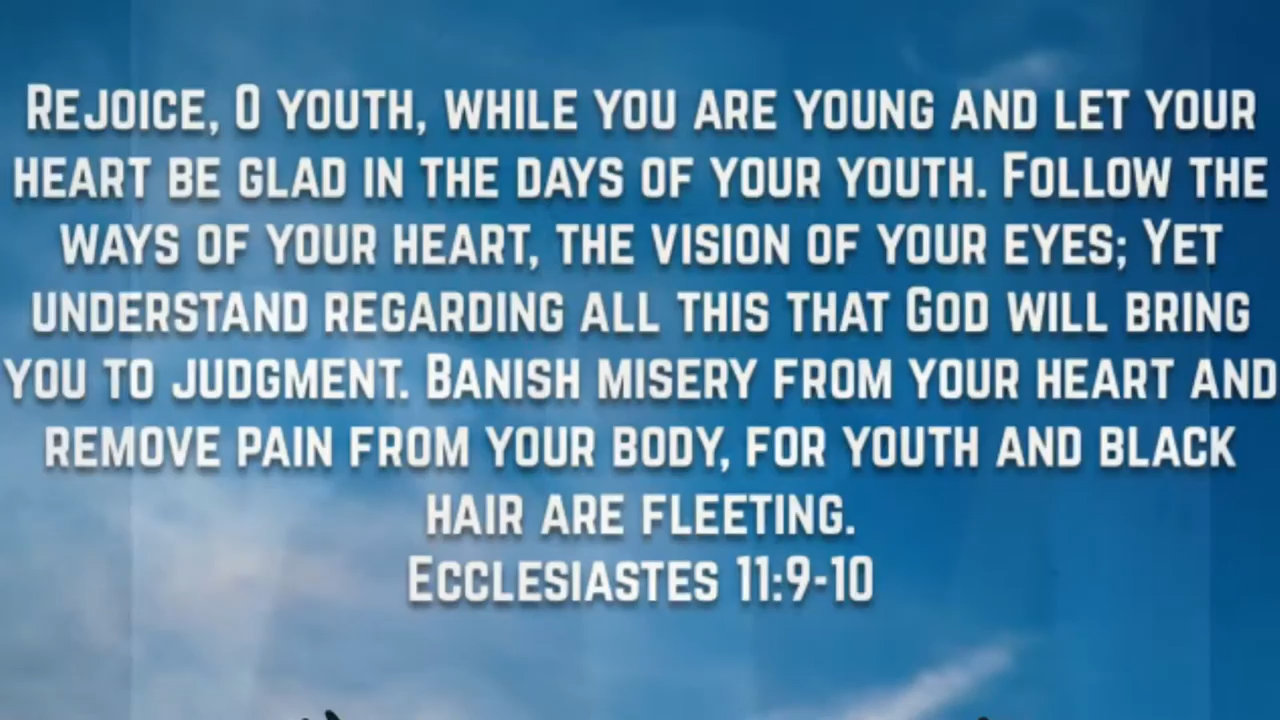 Rejoice, O youth, while you are young and let your
heart be glad in the days of your youth. Follow the
ways of your heart, the vision of your eyes; Yet
understand regarding all this that God will bring
you to judgment. Banish misery from your heart and
remove pain from your body, for youth and black
hair are fleeting.
Ecclesiastes 11:9-10